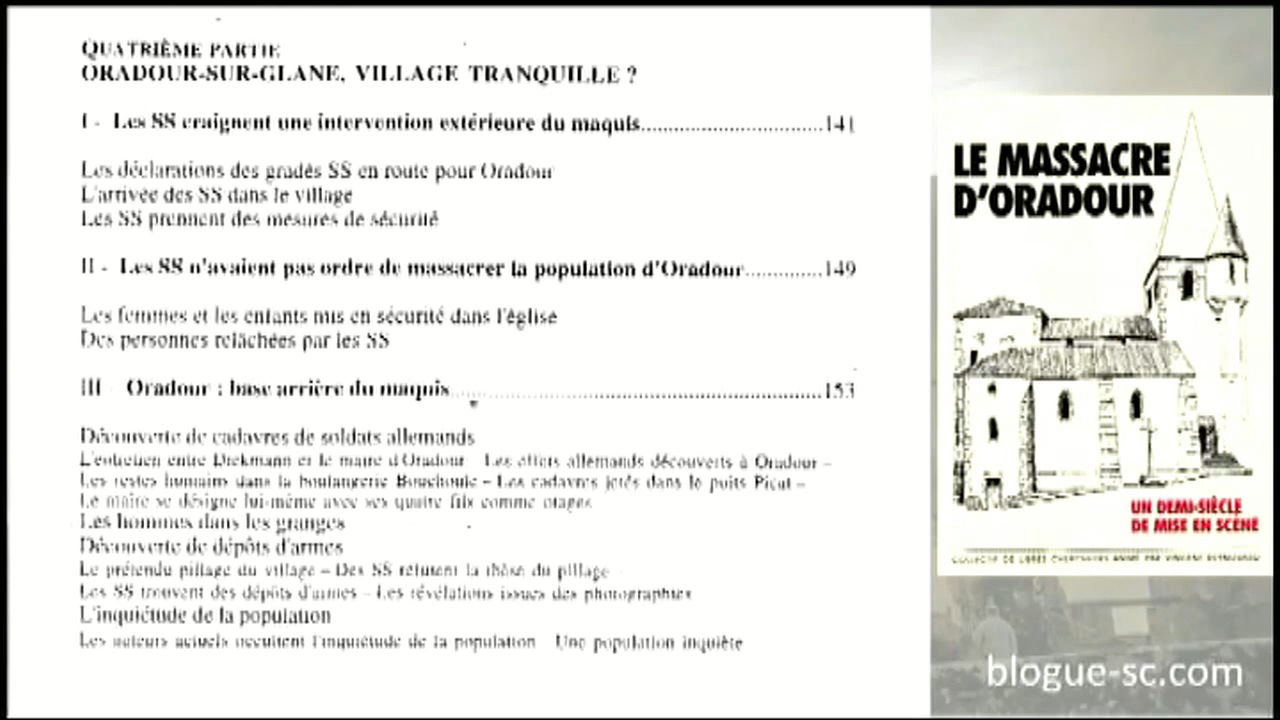 QUATRIÈME PARTIE
ORADOUR-SUR-GLANE, VILLAGE TRANQUILLE ?
I - Les SS craignent une intervention extérieure du maquis................................141
Les déclarations des gradés SS en route pour Oradour
L'arrivée des SS dans le village
Les SS prennent des mesures de sécurité
II - Les SS n'avaient pas ordre de massacrer la population d'Oradour..............149
Les femmes et les enfants mis en sécurité dans l'église
Des personnes relâchées par les SS
III Oradour : base arrière du maquis................................................................153
Découverte de cadavres de soldats allemands
L'entretien entre Diekmann et le maire d'Oradour Les effets allemands découverts à Oradour –
Les restes humains dans la boulangerie Bouchoule – Les cadavres jetés dans le puits Picat –
Le maire se désigne lui-même avec ses quatre fils comme otages
Les hommes dans les granges
Découverte de dépôts d'armes
Le prétendu pillage du village – Des SS réfutent la thèse du pillage
Les SS trouvent des dépôts d'armes – Les révélations issues des photographies
L'inquiétude de la population
Les auteurs actuels occultent l'inquiétude de la population Une population inquiète
LE MASSACRE
D'ORADOUR
UN DEMI-SIÈCLE
DE MISE EN SCÈNE
COLLECTIF DE LIBRES CHERCHEURS ANIMÉ PAR VINCENT REYNOUARD
blogue-sc.com